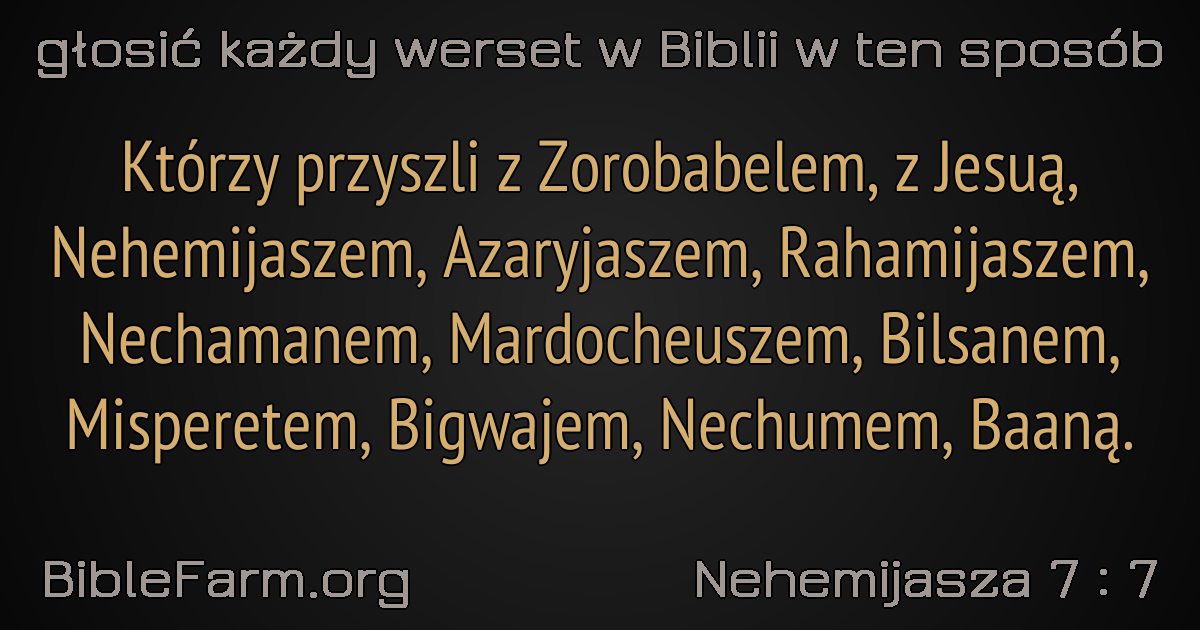 głosić każdy werset w Biblii w ten sposób
Którzy przyszli z Zorobabelem, z Jesuą,
Nehemijaszem, Azaryjaszem, Rahamijaszem,
Nechamanem, Mardocheuszem, Bilsanem,
Misperetem, Bigwajem, Nechumem, Baaną.
BibleFarm.org
Nehemijasza 7 : 7